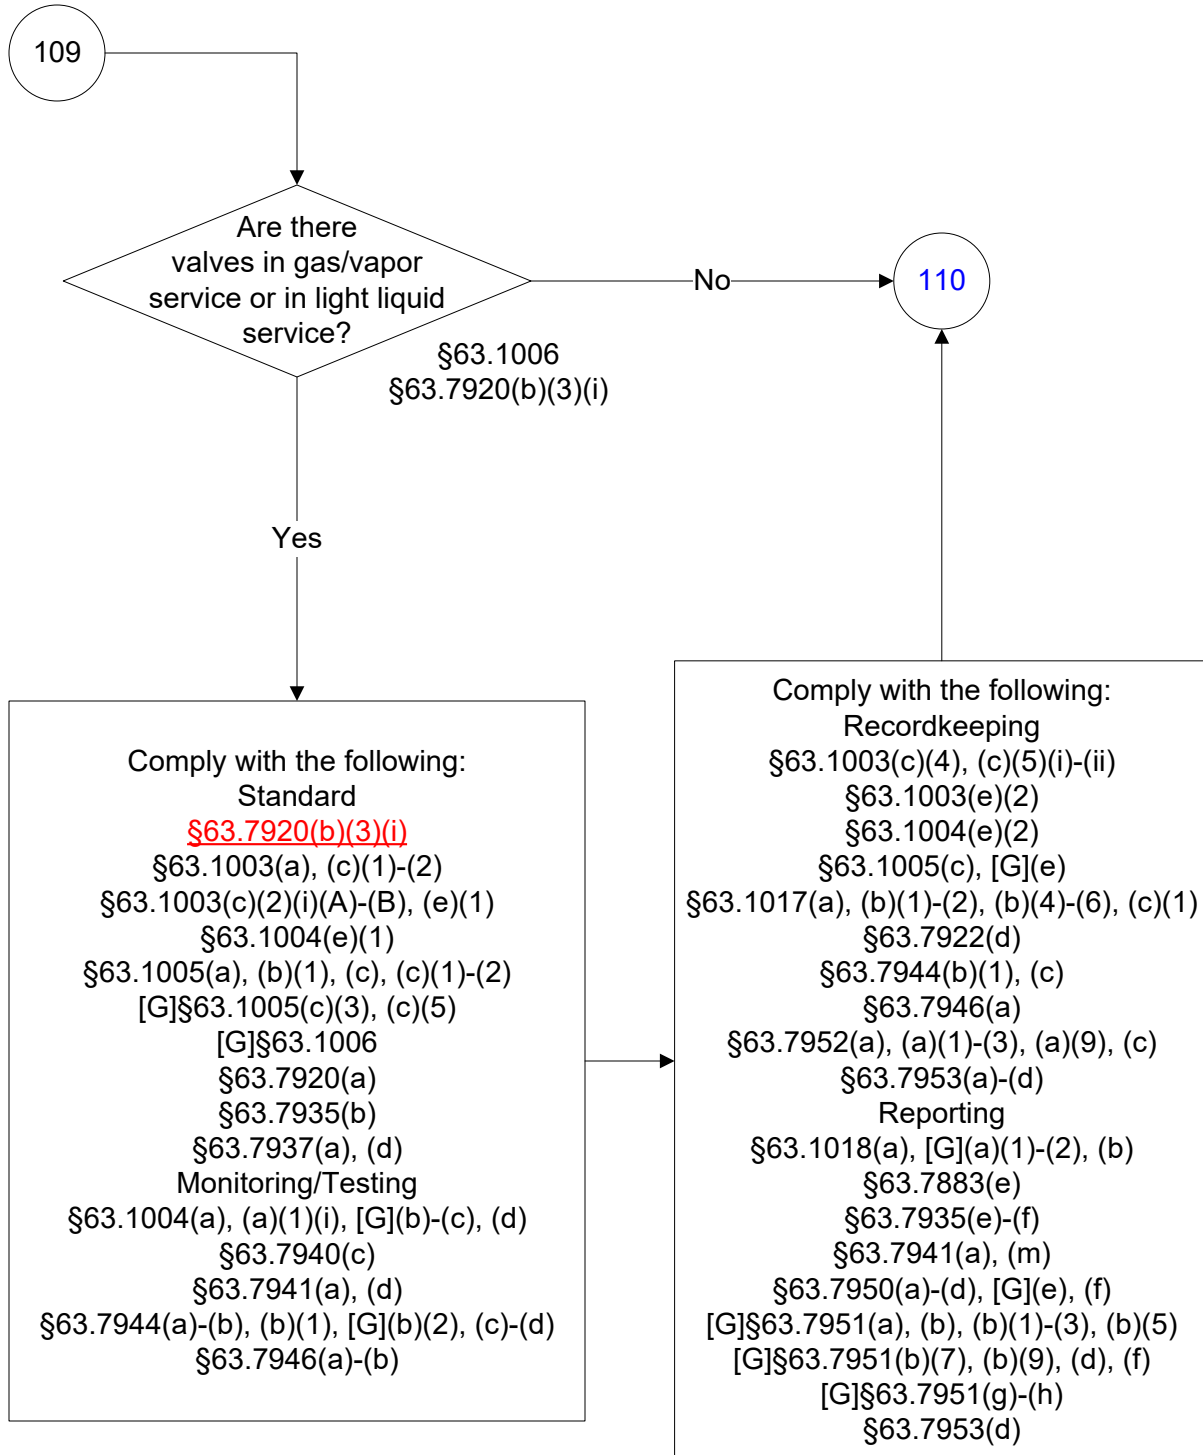 109
Are there
valves in gas/vapor
service or in light liquid
service?
No
110
§63.1006
§63.7920(b)(3)(i)
Yes
Comply with the following:
Standard
§63.7920(b)(3)(i)
§63.1003(a), (c)(1)-(2)
§63.1003(c)(2)(i)(A)-(B), (e)(1)
§63.1004(e)(1)
§63.1005(a), (b)(1), (c), (c)(1)-(2)
[G]§63.1005(c)(3), (c)(5)
[G]§63.1006
§63.7920(a)
§63.7935(b)
§63.7937(a), (d)
Monitoring/Testing
§63.1004(a), (a)(1)(i), [G](b)-(c), (d)
§63.7940(c)
§63.7941(a), (d)
§63.7944(a)-(b), (b)(1), [G](b)(2), (c)-(d)
§63.7946(a)-(b)
Comply with the following:
Recordkeeping
§63.1003(c)(4), (c)(5)(i)-(ii)
§63.1003(e)(2)
§63.1004(e)(2)
§63.1005(c), [G](e)
§63.1017(a), (b)(1)-(2), (b)(4)-(6), (c)(1)
§63.7922(d)
§63.7944(b)(1), (c)
§63.7946(a)
§63.7952(a), (a)(1)-(3), (a)(9), (c)
§63.7953(a)-(d)
Reporting
§63.1018(a), [G](a)(1)-(2), (b)
§63.7883(e)
§63.7935(e)-(f)
§63.7941(a), (m)
§63.7950(a)-(d), [G](e), (f)
[G]§63.7951(a), (b), (b)(1)-(3), (b)(5)
[G]§63.7951(b)(7), (b)(9), (d), (f)
[G]§63.7951(g)-(h)
§63.7953(d)